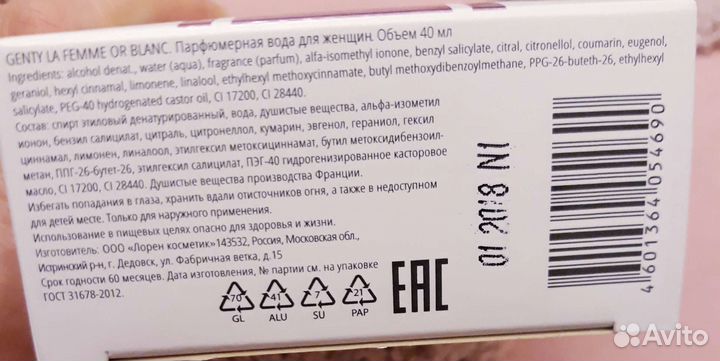 GENTY LA FEMME OR BLANC. Парфюмерная вода для женщин. Объем 40 мл
Ingredients: alcohol denat., water (aqua), fragrance (parfum), alfa-isomethyl ionone, benzyl salicylate, citral, citronellol, coumarin, eugenol,
geraniol, hexyl cinnamal, limonene, linalool, ethylhexyl methoxycinnamate, butyl methoxydibenzoylmethane, PPG-26-buteth-26, ethylhexyl
salicylate, PEG-40 hydrogenated castor oil, CI 17200, CI 28440.
Состав: спирт этиловый денатурированный, вода, душистые вещества, альфа-изометил
ионон, бензил салицилат, цитраль, цитронеллол, кумарин, эвгенол, гераниол, гексил
циннамал, лимонен, линалоол, этилгексил метоксициннамат, бутил метоксидибензоил-
метан, ППГ-26-бутет-26, этилгексил салицилат, ПЭГ-40 гидрогенизированное касторовое
масло, CI 17200, CI 28440. Душистые вещества производства Франции.
Избегать попадания в глаза, хранить вдали отисточников огня, а также в недоступном
для детей месте. Только для наружного применения.
Использование в пищевых целях опасно для здоровья и жизни.
Изготовитель: ООО «Лорен косметик»143532, Россия, Московская обл.,
Истринский р-н, г. Дедовск, ул. Фабричная ветка, д.15
Срок годности 60 месяцев. Дата изготовления, № партии см. на упаковке
ГОСТ 31678-2012.
70 41 7 21
GL ALU SU PAP
EAC
01 2018 N1
4 601364 054690
Avito